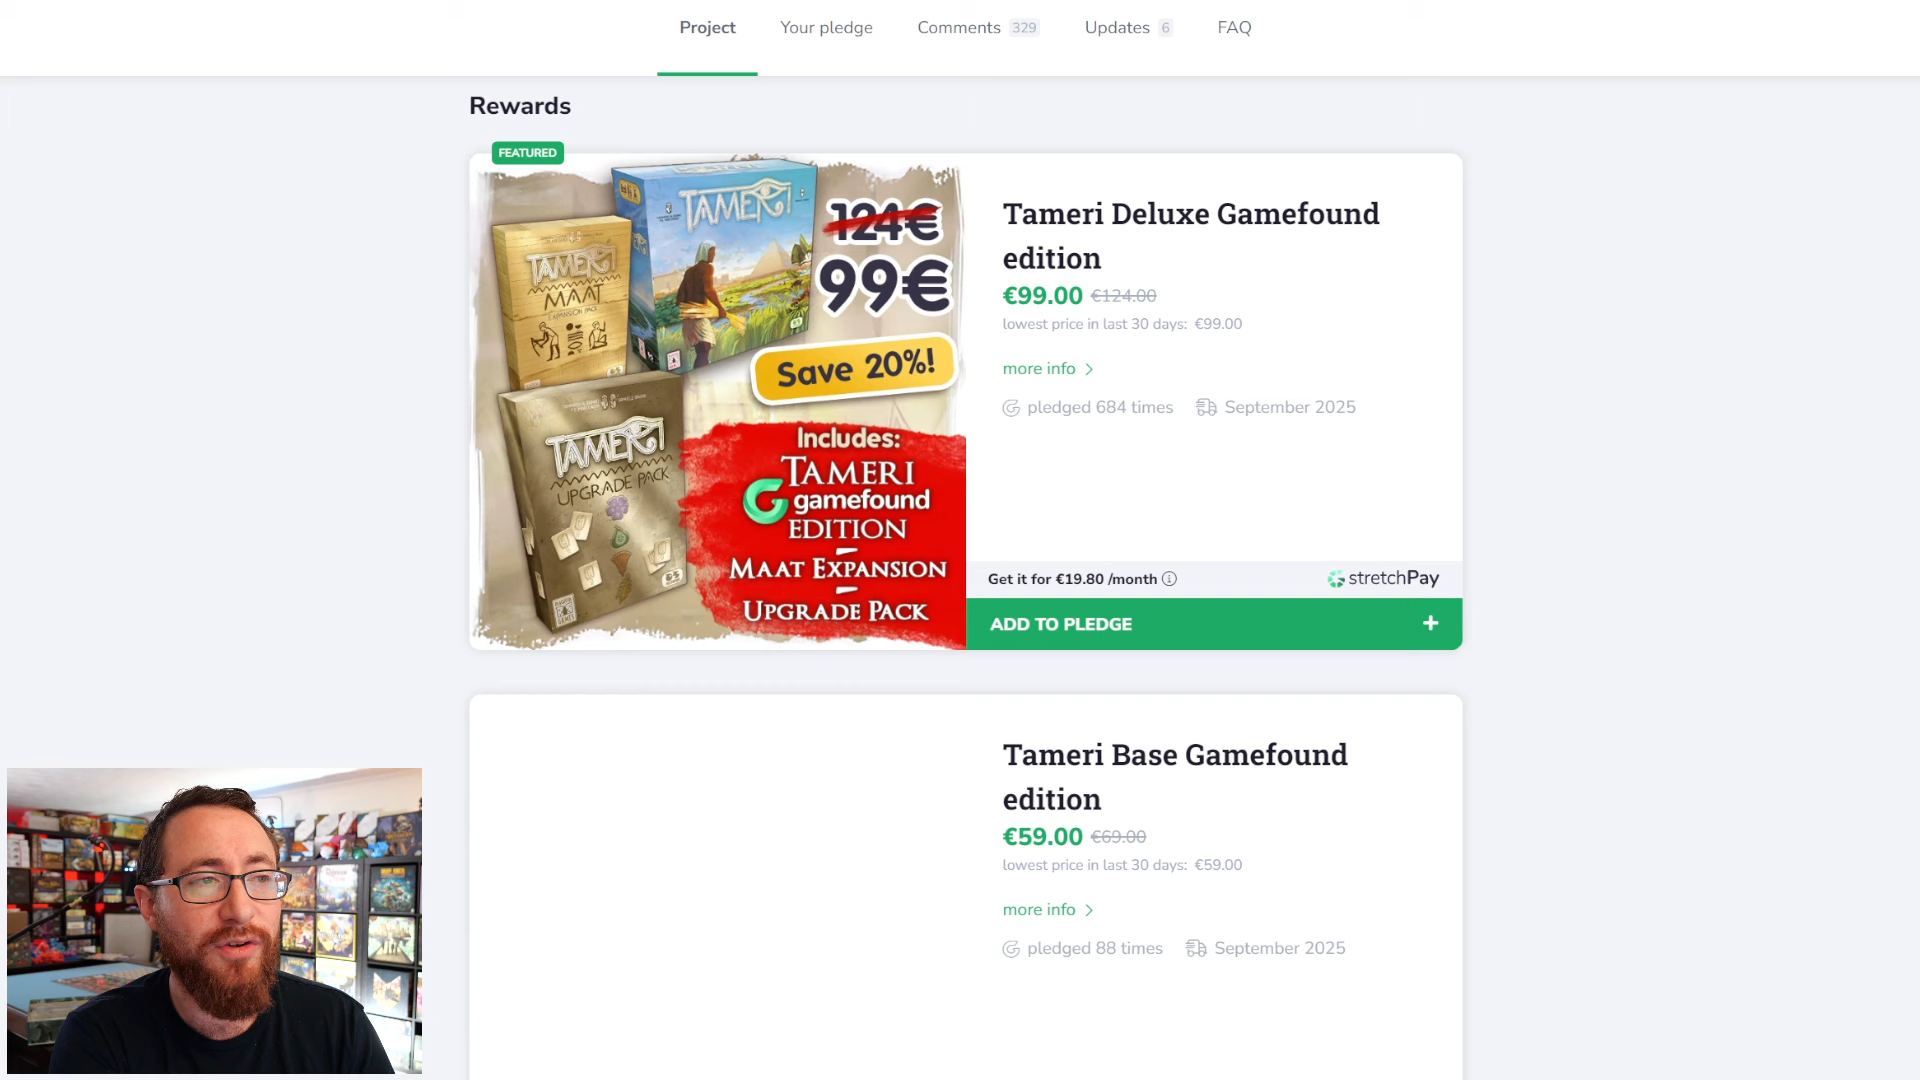 Project
Your pledge
Comments 329
Updates 6
FAQ
Rewards
FEATURED
TAMERI
TAMERI
MAAT
EXPANSION PACK
TAMERI
UPGRADE PACK
124€
99€
Save 20%!
Includes:
TAMERI
gamefound
EDITION
MAAT EXPANSION
UPGRADE PACK
Tameri Deluxe Gamefound
edition
€99.00 €124.00
lowest price in last 30 days: €99.00
more info
pledged 684 times September 2025
Get it for €19.80 /month
stretchPay
ADD TO PLEDGE +
Tameri Base Gamefound
edition
€59.00 €69.00
lowest price in last 30 days: €59.00
more info
pledged 88 times September 2025